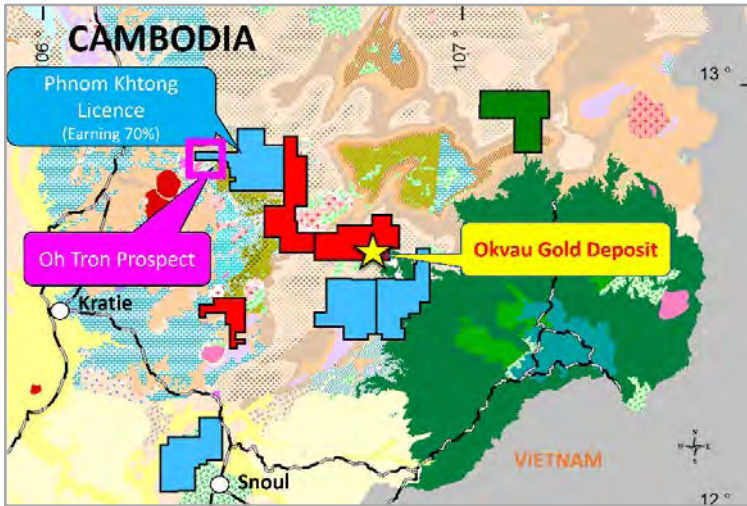 106 °
CAMBODIA
107 °
13 °
Phnom Khtong
Licence
(Earning 70%)
Oh Tron Prospect
Okvau Gold Deposit
Kratie
VIETNAM
N
W
E
S
Snoul
12 °